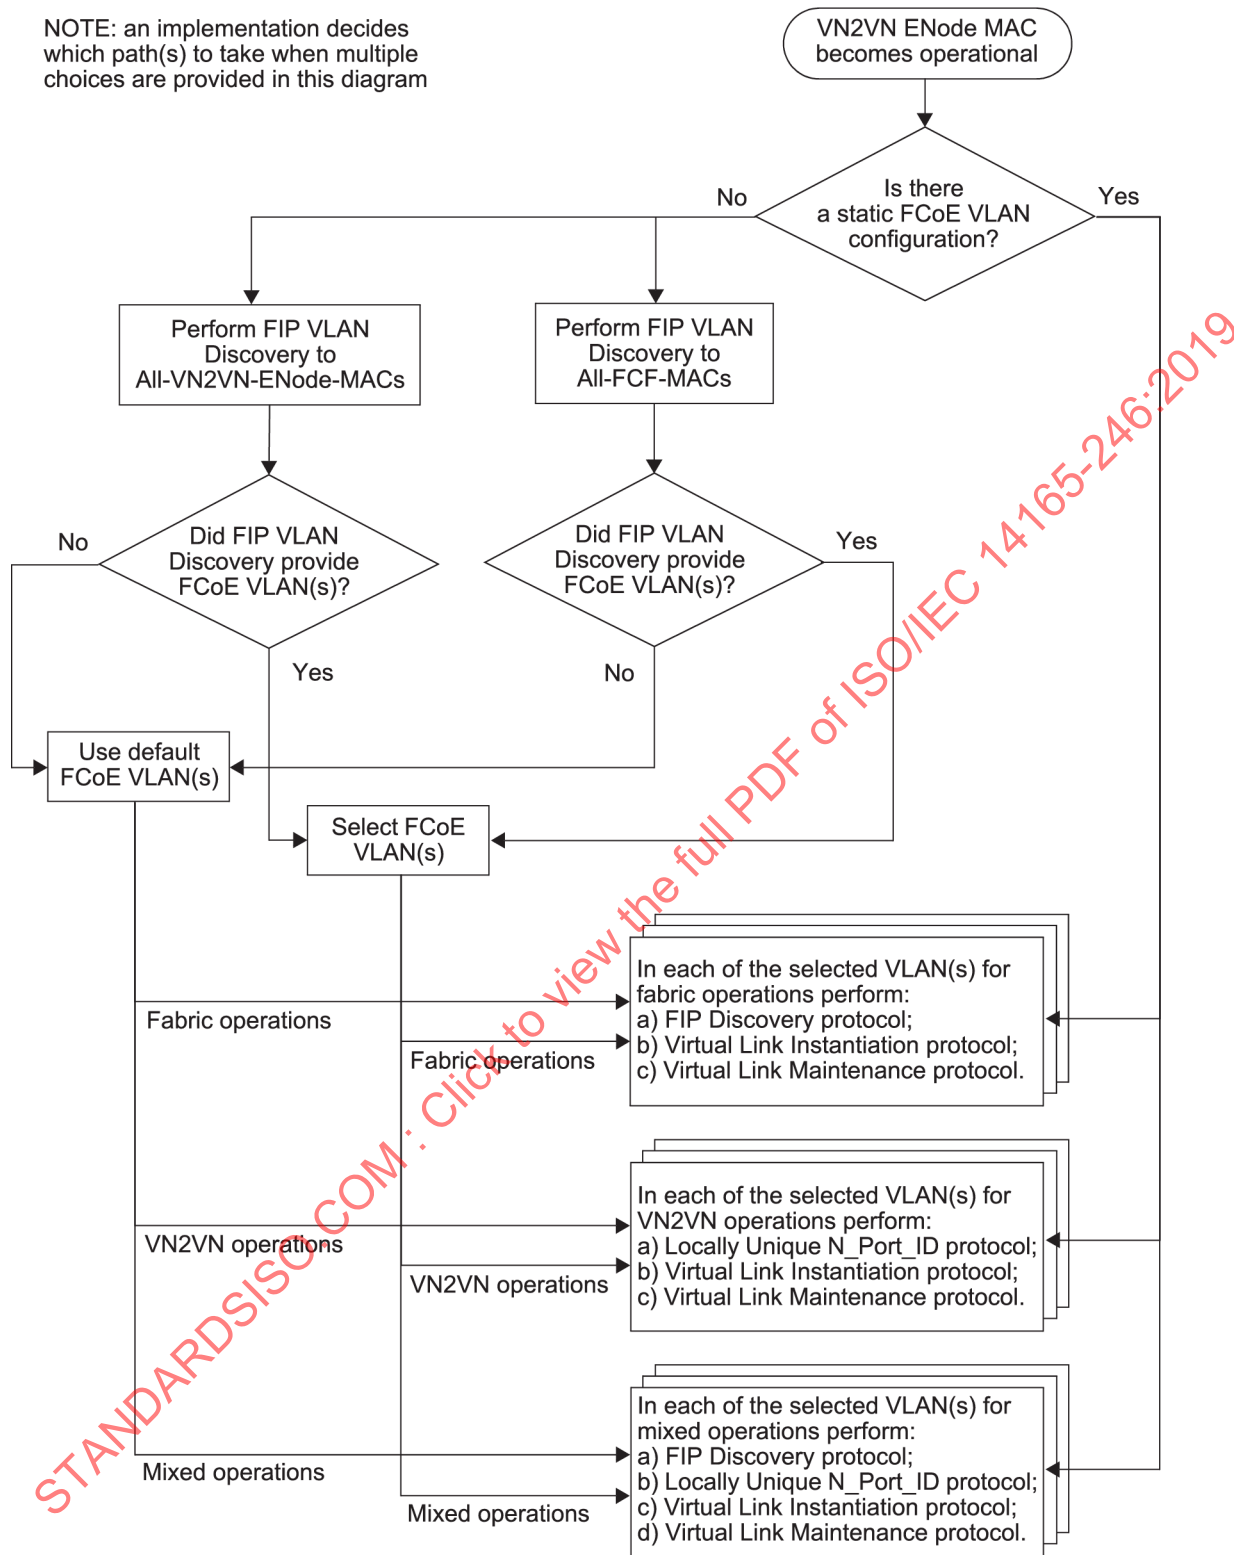 NOTE: an implementation decides
which path(s) to take when multiple
choices are provided in this diagram
VN2VN ENode MAC
becomes operational
Is there
a static FCoE VLAN
configuration?
No
Yes
Perform FIP VLAN
Discovery to
All-VN2VN-ENode-MACs
Perform FIP VLAN
Discovery to
All-FCF-MACs
Did FIP VLAN
Discovery provide
FCoE VLAN(s)?
No
Yes
Did FIP VLAN
Discovery provide
FCoE VLAN(s)?
Yes
No
Use default
FCoE VLAN(s)
Select FCoE
VLAN(s)
In each of the selected VLAN(s) for
fabric operations perform:
a) FIP Discovery protocol;
b) Virtual Link Instantiation protocol;
c) Virtual Link Maintenance protocol.
Fabric operations
Fabric operations
In each of the selected VLAN(s) for
VN2VN operations perform:
a) Locally Unique N_Port_ID protocol;
b) Virtual Link Instantiation protocol;
c) Virtual Link Maintenance protocol.
VN2VN operations
VN2VN operations
In each of the selected VLAN(s) for
mixed operations perform:
a) FIP Discovery protocol;
b) Locally Unique N_Port_ID protocol;
c) Virtual Link Instantiation protocol;
d) Virtual Link Maintenance protocol.
Mixed operations
Mixed operations
STANDARDSISO.COM : Click to view the full PDF of ISO/IEC 14165-246:2019